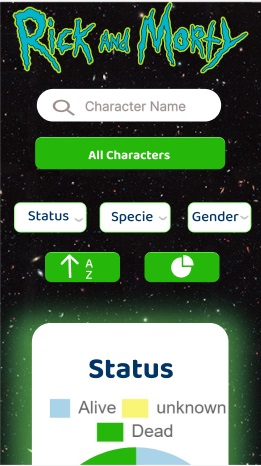 Rick and Morty
Character Name
All Characters
Status Specie Gender
A
Z
Status
Alive unknown
Dead